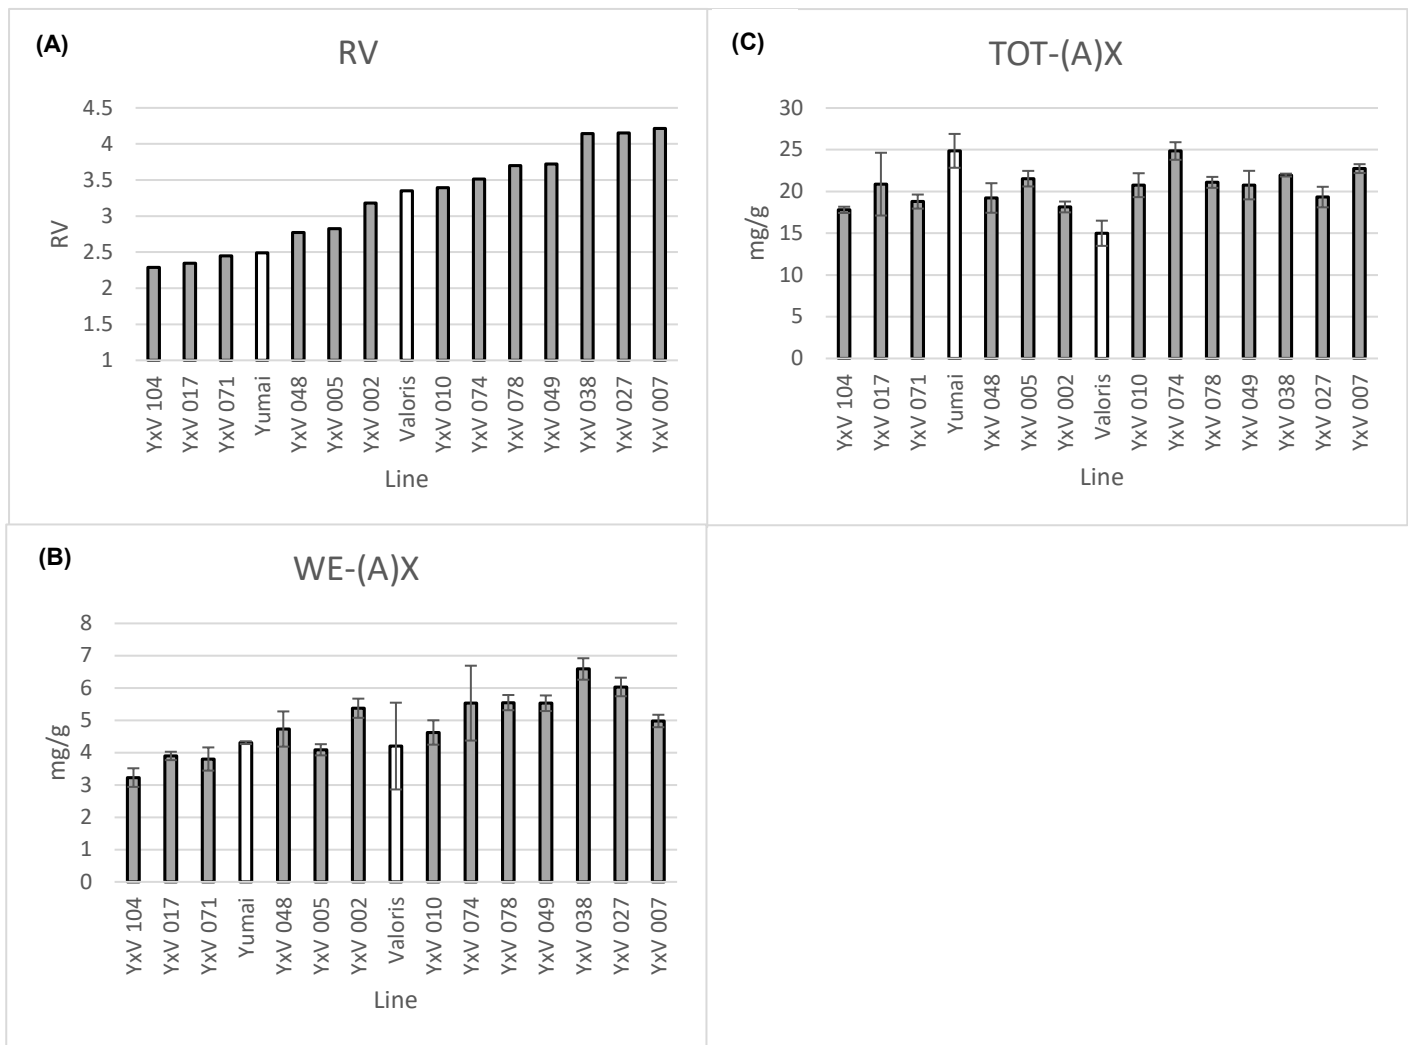 (A)
RV
RV
4.5
4
3.5
3
2.5
2
1.5
1
YxV 104
YxV 017
YxV 071
Yumai
YxV 048
YxV 005
YxV 002
Valoris
YxV 010
YxV 074
YxV 078
YxV 049
YxV 038
YxV 027
YxV 007
Line
(C)
TOT-(A)X
mg/g
30
25
20
15
10
5
0
YxV 104
YxV 017
YxV 071
Yumai
YxV 048
YxV 005
YxV 002
Valoris
YxV 010
YxV 074
YxV 078
YxV 049
YxV 038
YxV 027
YxV 007
Line
(B)
WE-(A)X
mg/g
8
7
6
5
4
3
2
1
0
YxV 104
YxV 017
YxV 071
Yumai
YxV 048
YxV 005
YxV 002
Valoris
YxV 010
YxV 074
YxV 078
YxV 049
YxV 038
YxV 027
YxV 007
Line